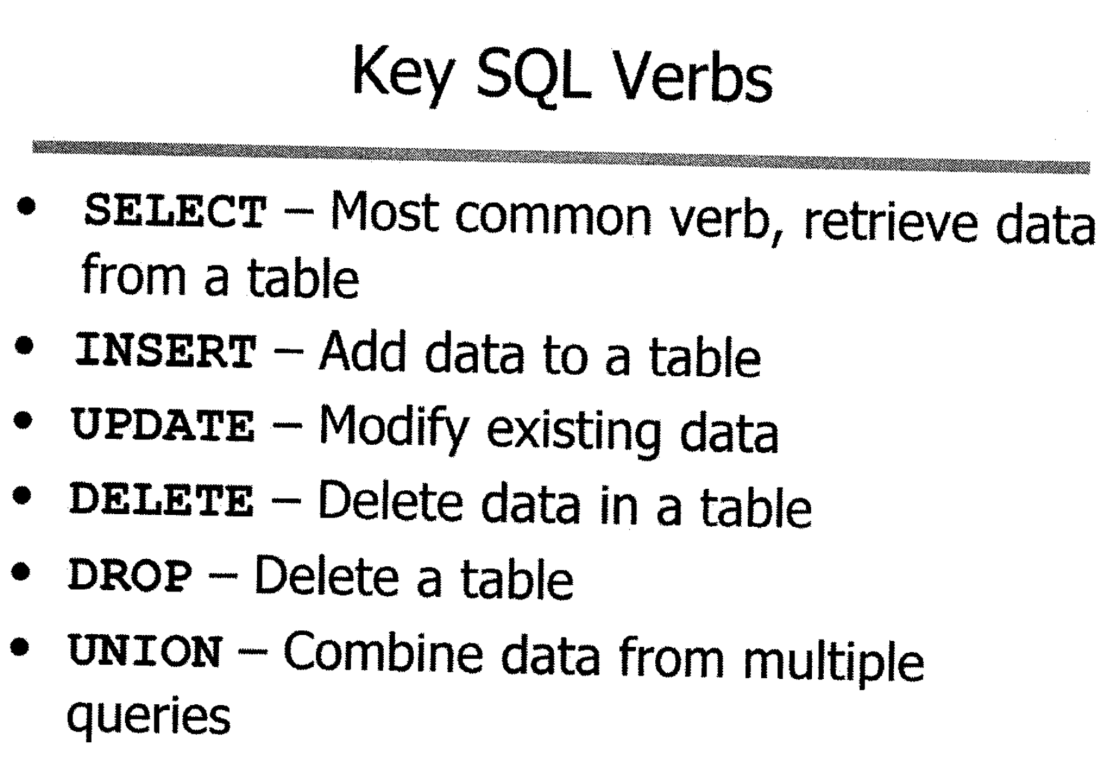 Key SQL Verbs
• SELECT – Most common verb, retrieve data
from a table
• INSERT – Add data to a table
• UPDATE – Modify existing data
• DELETE – Delete data in a table
• DROP – Delete a table
• UNION – Combine data from multiple
queries